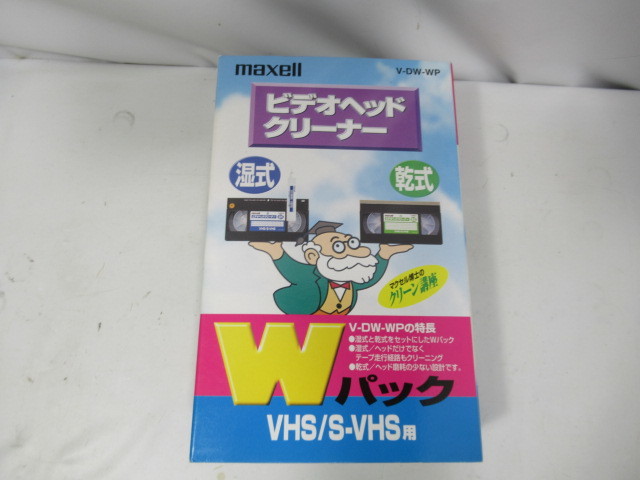 maxell
V-DW-WP
ビデオヘッド
クリーナー
湿式
乾式
マクセル博士の
クリーン講座
V-DW-WPの特長
●湿式と乾式をセットにしたWパック
●湿式/ヘッドだけでなく
テープ走行経路もクリーニング
●乾式/ヘッド磨耗の少ない設計です。
Wパック
VHS/S-VHS用